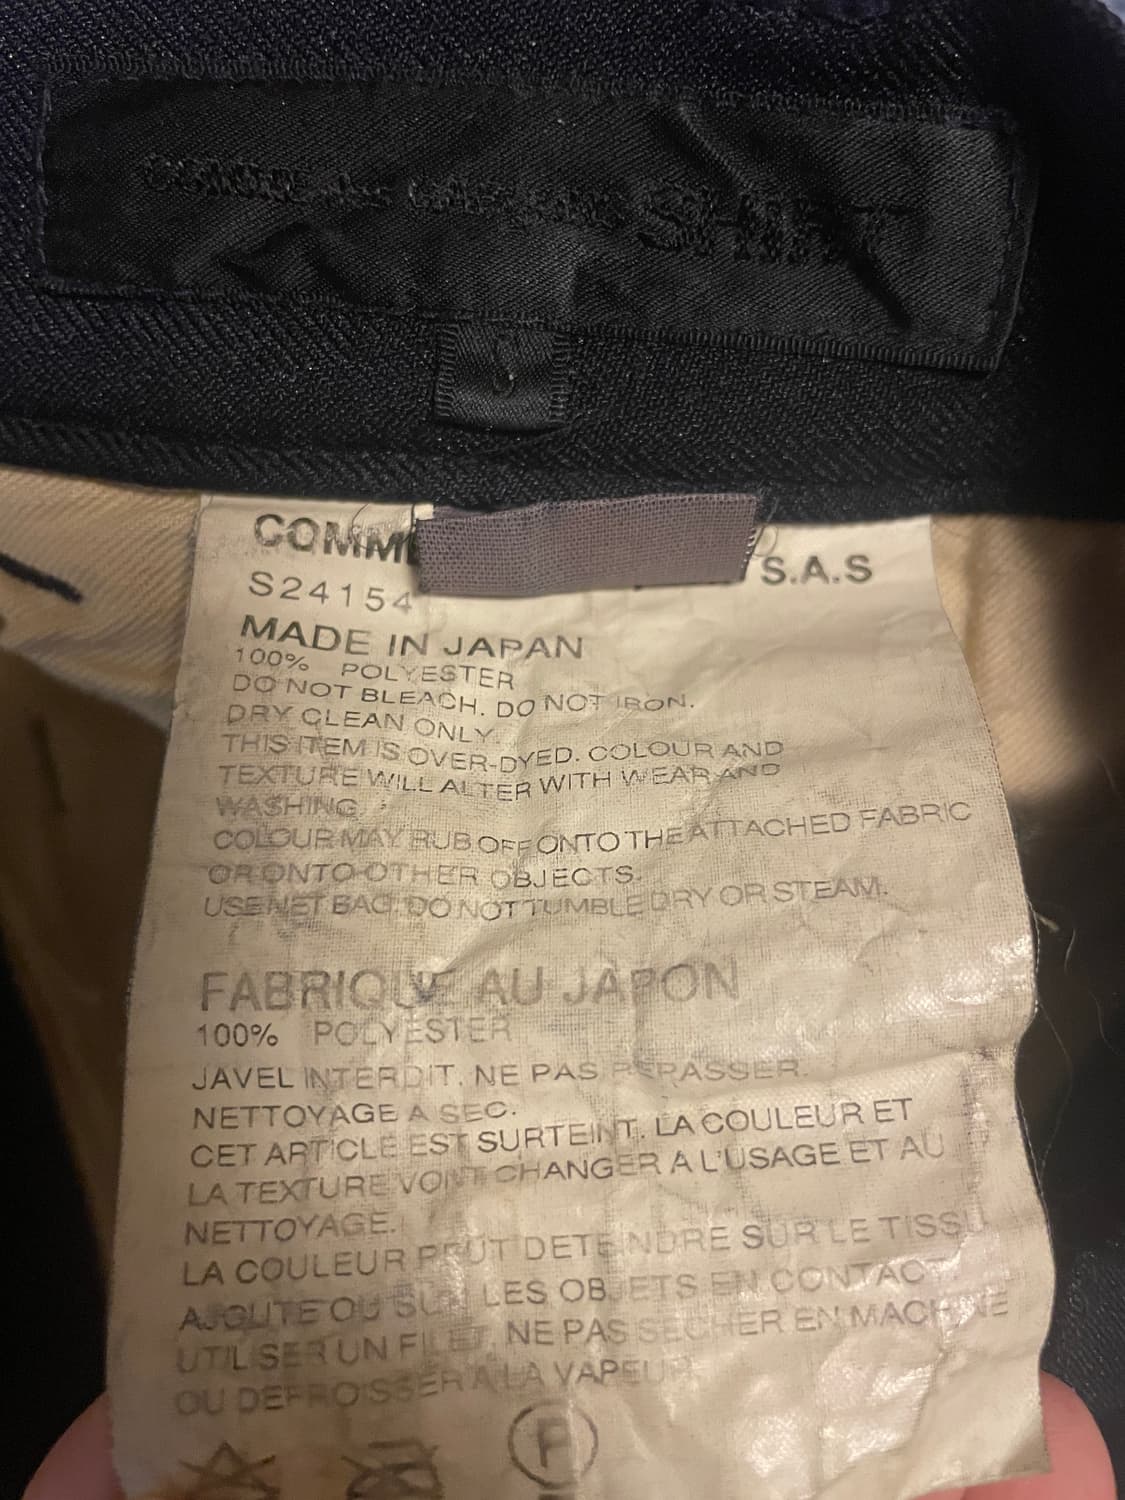 COMME des GARÇONS SHIRT
COMM S.A.S
S24154
MADE IN JAPAN
100% POLYESTER
DO NOT BLEACH. DO NOT IRON.
DRY CLEAN ONLY.
THIS ITEM IS OVER-DYED. COLOUR AND
TEXTURE WILL ALTER WITH WEAR AND
WASHING.
COLOUR MAY RUB OFF ONTO THE ATTACHED FABRIC
OR ONTO OTHER OBJECTS.
USE NET BAG. DO NOT TUMBLE DRY OR STEAM.
FABRIQUE AU JAPON
100% POLYESTER
JAVEL INTERDIT. NE PAS REPASSER.
NETTOYAGE A SEC.
CET ARTICLE EST SURTEINT. LA COULEUR ET
LA TEXTURE VONT CHANGER A L'USAGE ET AU
NETTOYAGE.
LA COULEUR PEUT DETEINDRE SUR LE TISSU
AJOUTE OU SUR LES OBJETS EN CONTACT.
UTILISER UN FILET. NE PAS SECHER EN MACHINE
OU DEFROISSER A LA VAPEUR.
P